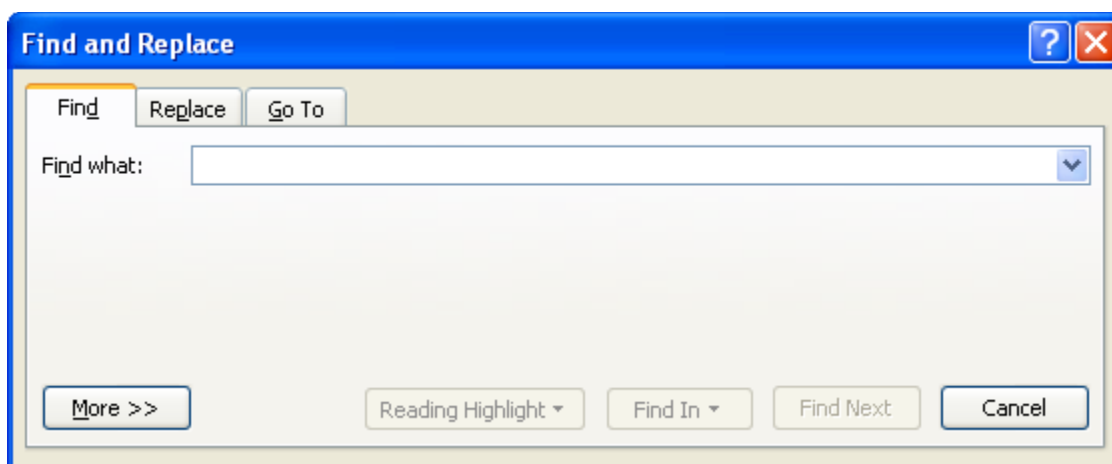 Find and Replace
Find Replace Go To
Find what:
More >> Reading Highlight Find In Find Next Cancel